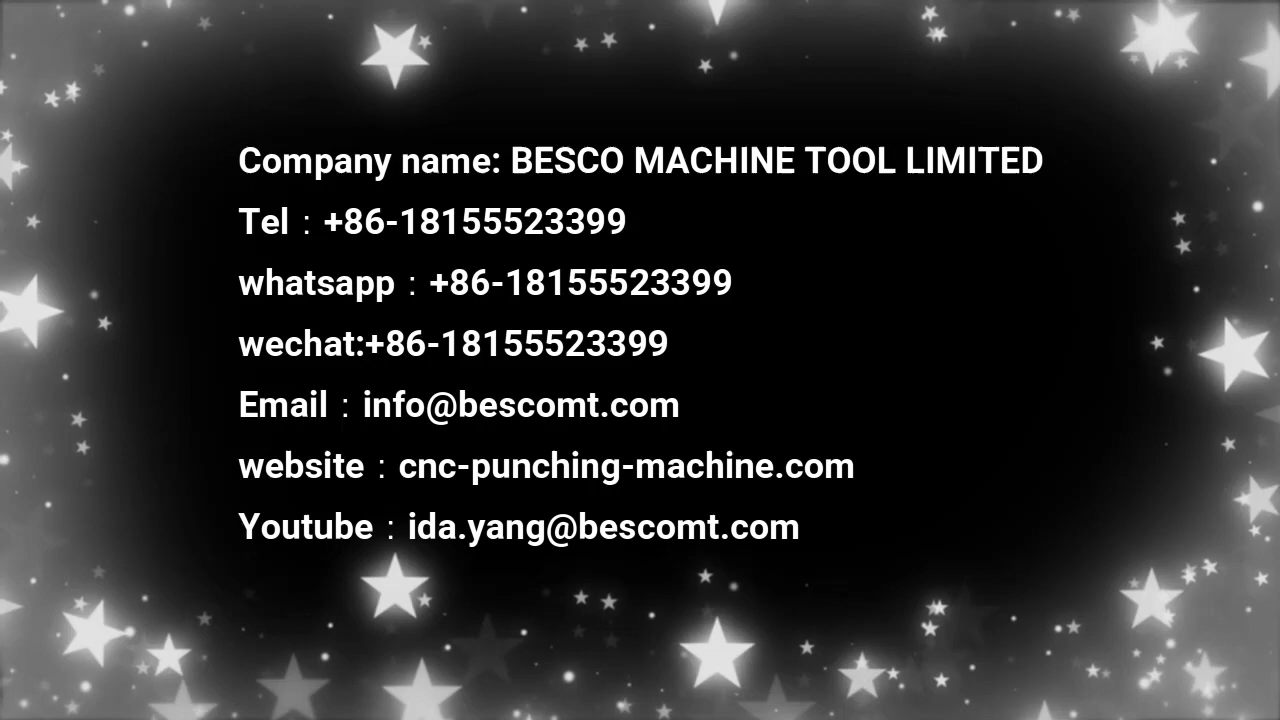 Company name: BESCO MACHINE TOOL LIMITED
Tel：+86-18155523399
whatsapp：+86-18155523399
wechat:+86-18155523399
Email：info@bescomt.com
website：cnc-punching-machine.com
Youtube：ida.yang@bescomt.com